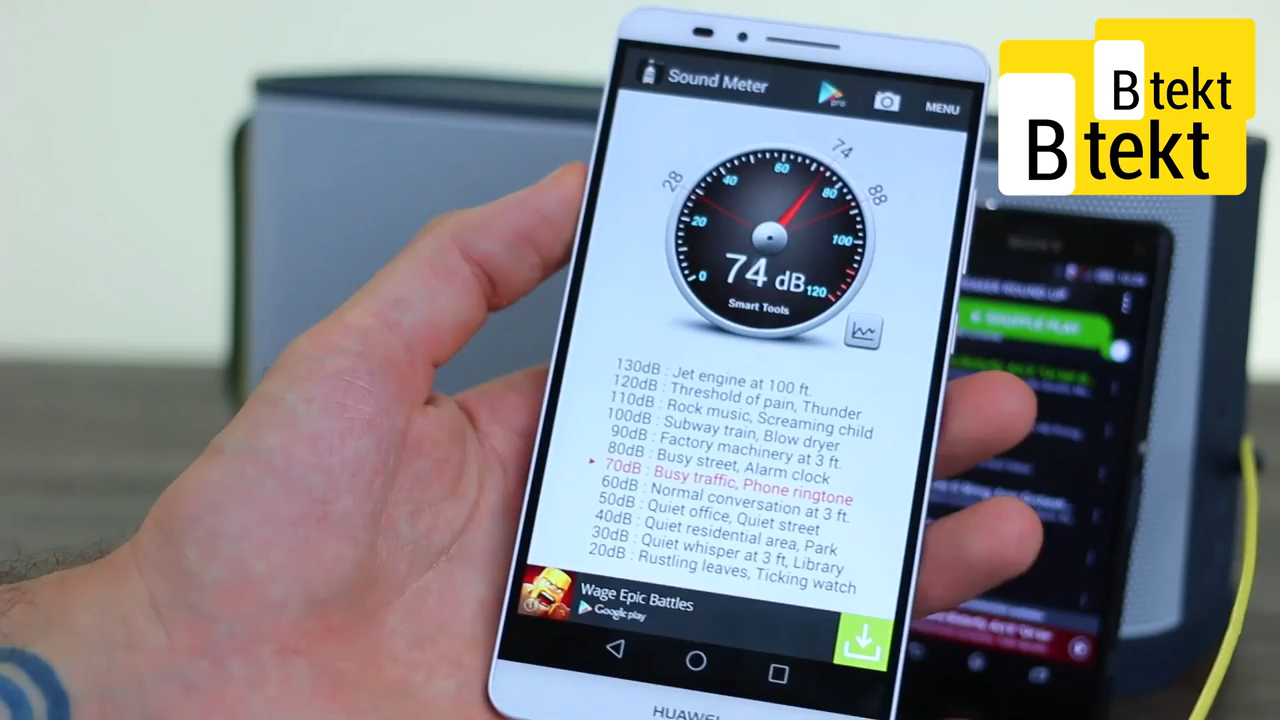 B tekt
B tekt
Sound Meter
pro
MENU
28
74
88
0
20
40
60
80
100
120
74 dB
Smart Tools
130dB : Jet engine at 100 ft.
120dB : Threshold of pain, Thunder
110dB : Rock music, Screaming child
100dB : Subway train, Blow dryer
90dB : Factory machinery at 3 ft.
80dB : Busy street, Alarm clock
70dB : Busy traffic, Phone ringtone
60dB : Normal conversation at 3 ft.
50dB : Quiet office, Quiet street
40dB : Quiet residential area, Park
30dB : Quiet whisper at 3 ft, Library
20dB : Rustling leaves, Ticking watch
Wage Epic Battles
Google play
HUAWEI
SONY
SHUFFLE PLAY